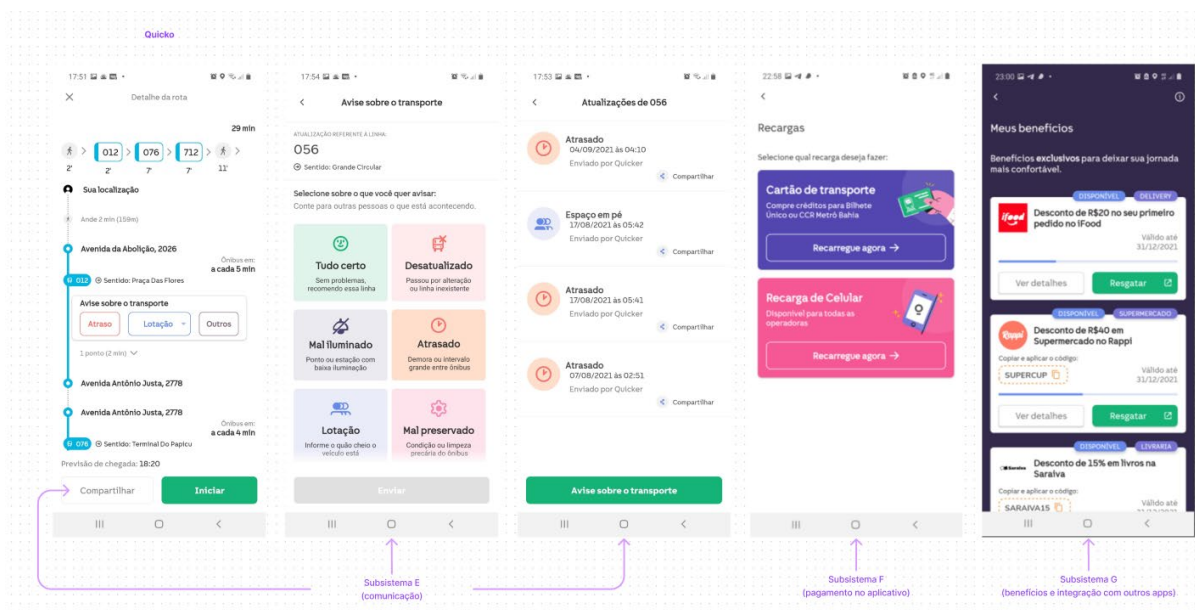 Quicko
17:51
Detalhe da rota
29 min
012
076
712
2'
2'
7'
7'
11'
Sua localização
Ande 2 min (159m)
Avenida da Abolição, 2026
Ônibus em:
a cada 5 min
012 Sentido: Praça Das Flores
Avise sobre o transporte
Atraso
Lotação
Outros
1 ponto (2 min)
Avenida Antônio Justa, 2778
Avenida Antônio Justa, 2778
Ônibus em:
a cada 4 min
076 Sentido: Terminal Do Papicu
Previsão de chegada: 18:20
Compartilhar
Iniciar
17:54
Avise sobre o transporte
ATUALIZAÇÃO REFERENTE À LINHA:
056
Sentido: Grande Circular
Selecione sobre o que você quer avisar:
Conte para outras pessoas o que está acontecendo.
Tudo certo
Sem problemas,
recomendo essa linha
Desatualizado
Passou por alteração
ou linha inexistente
Mal iluminado
Ponto ou estação com
baixa iluminação
Atrasado
Demora ou intervalo
grande entre ônibus
Lotação
Informe o quão cheio o
veículo está
Mal preservado
Condição ou limpeza
precária do ônibus
Enviar
17:53
Atualizações de 056
Atrasado
04/09/2021 às 04:10
Enviado por Quicker
Compartilhar
Espaço em pé
17/08/2021 às 05:42
Enviado por Quicker
Compartilhar
Atrasado
17/08/2021 às 05:41
Enviado por Quicker
Compartilhar
Atrasado
07/08/2021 às 02:51
Enviado por Quicker
Compartilhar
Avise sobre o transporte
22:58
Recargas
Selecione qual recarga deseja fazer:
Cartão de transporte
Compre créditos para Bilhete
Único ou CCR Metrô Bahia
Recarregue agora →
Recarga de Celular
Disponível para todas as
operadoras
Recarregue agora →
23:00
Meus benefícios
Benefícios exclusivos para deixar sua jornada
mais confortável.
DISPONÍVEL
DELIVERY
ifood
Desconto de R$20 no seu primeiro
pedido no iFood
Válido até
31/12/2021
Ver detalhes
Resgatar
DISPONÍVEL
SUPERMERCADO
Rappi
Desconto de R$40 em
Supermercado no Rappi
Copiar e aplicar o código:
SUPERCUP
Válido até
31/12/2021
Ver detalhes
Resgatar
DISPONÍVEL
LIVRARIA
Saraiva
Desconto de 15% em livros na
Saraiva
Copiar e aplicar o código:
SARAIVA15
Válido até
Subsistema E
(comunicação)
Subsistema F
(pagamento no aplicativo)
Subsistema G
(benefícios e integração com outros apps)